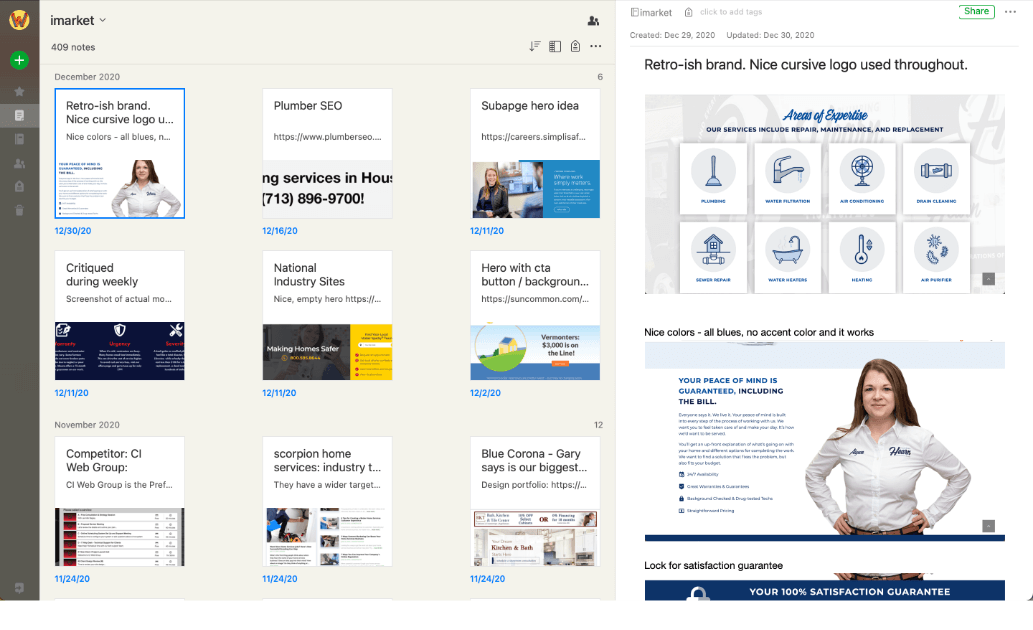 imarket
409 notes
December 2020
6
Retro-ish brand.
Nice cursive logo u...
Nice colors - all blues, n...
YOUR PEACE OF MIND IS
GUARANTEED, INCLUDING
THE BILL.
12/30/20
Plumber SEO
https://www.plumberseo....
ng services in Hous
(713) 896-9700!
12/16/20
Subapge hero idea
https://careers.simplisaf...
Where work
simply matters.
12/11/20
Critiqued
during weekly
Screenshot of actual mo...
Warranty
Urgency
12/11/20
National
Industry Sites
Nice, empty hero https://...
Making Homes Safer
12/11/20
Hero with cta
button / backgroun...
https://suncommon.com/...
Vermonters:
$3,000 is
on the Line!
12/2/20
November 2020
12
Competitor: CI
Web Group:
CI Web Group is the Pref...
11/24/20
scorpion home
services: industry t...
They have a wider target...
11/24/20
Blue Corona - Gary
says is our biggest...
Design portfolio: https://...
Kitchen & Bath
11/24/20
imarket
click to add tags
Share
Created: Dec 29, 2020
Updated: Dec 30, 2020
Retro-ish brand. Nice cursive logo used throughout.
Areas of Expertise
OUR SERVICES INCLUDE REPAIR, MAINTENANCE, AND REPLACEMENT
PLUMBING
WATER FILTRATION
AIR CONDITIONING
DRAIN CLEANING
SEWER REPAIR
WATER HEATERS
HEATING
AIR PURIFIER
Nice colors - all blues, no accent color and it works
YOUR PEACE OF MIND IS
GUARANTEED, INCLUDING
THE BILL.
Everyone says it. We live it. Your peace of mind is built
into every step of the process of working with us. We
want you to feel taken care of and make your day. It's how
we'd want to be served.
You'll get an up-front explanation of what's going on with
your home and different options for completing the work.
We want to find a solution that fixes the problem, but
also fits your budget.
24/7 Availability
Great Warranties & Guarantees
Background Checked & Drug-tested Techs
Straightforward Pricing
Hearn
Lock for satisfaction guarantee
YOUR 100% SATISFACTION GUARANTEE